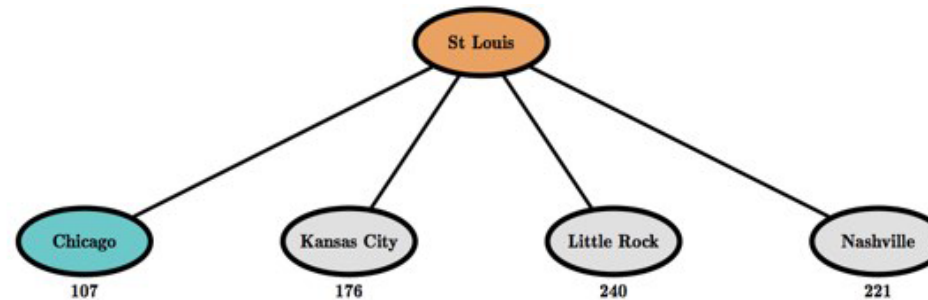 St Louis
Chicago
Kansas City
Little Rock
Nashville
107
176
240
221